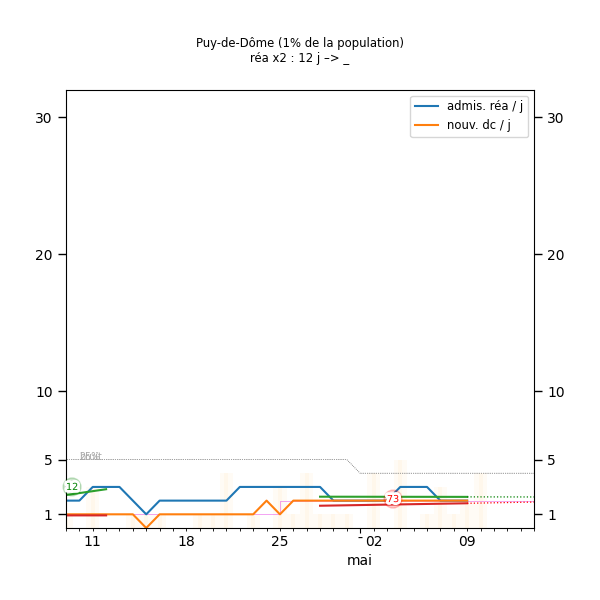 Puy-de-Dôme (1% de la population)
réa x2 : 12 j –> _
admis. réa / j
nouv. dc / j
30 30
20 20
10 10
5 5
1 1
12
73
11 18 25 02 09
mai